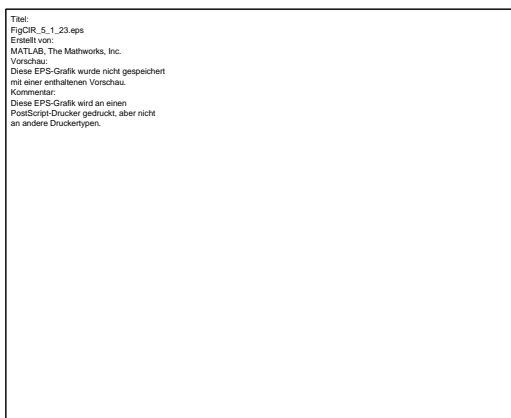 Titel:
FigCIR_5_1_23.eps
Erstellt von:
MATLAB, The Mathworks, Inc.
Vorschau:
Diese EPS-Grafik wurde nicht gespeichert
mit einer enthaltenen Vorschau.
Kommentar:
Diese EPS-Grafik wird an einen
PostScript-Drucker gedruckt, aber nicht
an andere Druckertypen.